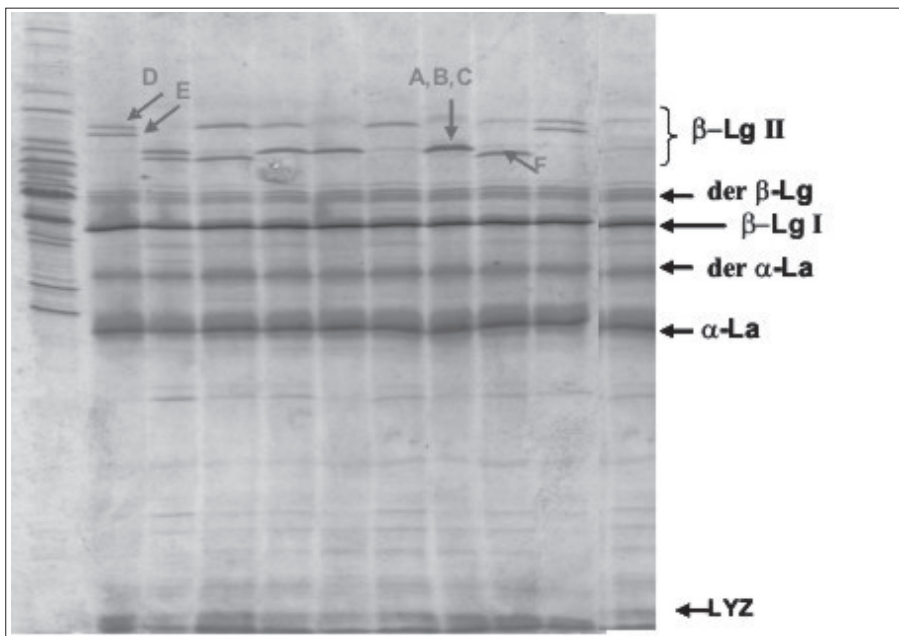 D
E
A, B, C
F
β–Lg II
der β-Lg
β–Lg I
der α-La
α-La
LYZ